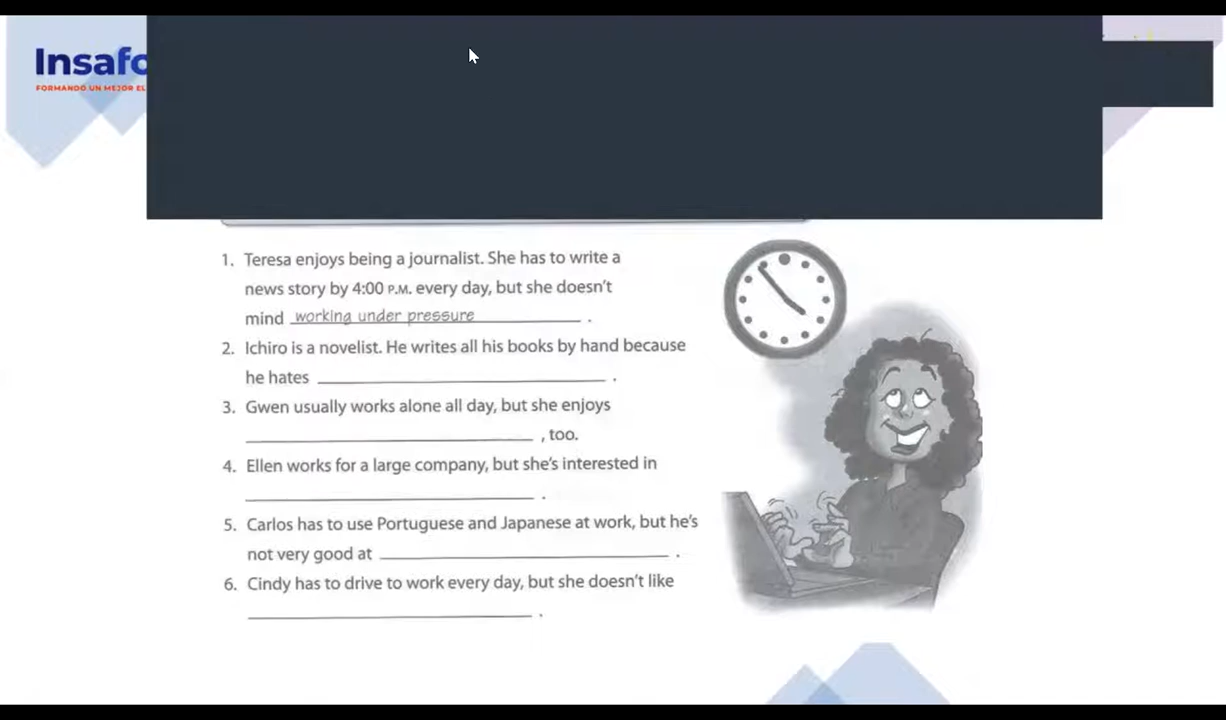 Insafo
FORMANDO UN MEJOR EL
1. Teresa enjoys being a journalist. She has to write a
news story by 4:00 P.M. every day, but she doesn't
mind working under pressure .
2. Ichiro is a novelist. He writes all his books by hand because
he hates .
3. Gwen usually works alone all day, but she enjoys
, too.
4. Ellen works for a large company, but she's interested in
.
5. Carlos has to use Portuguese and Japanese at work, but he's
not very good at .
6. Cindy has to drive to work every day, but she doesn't like
.